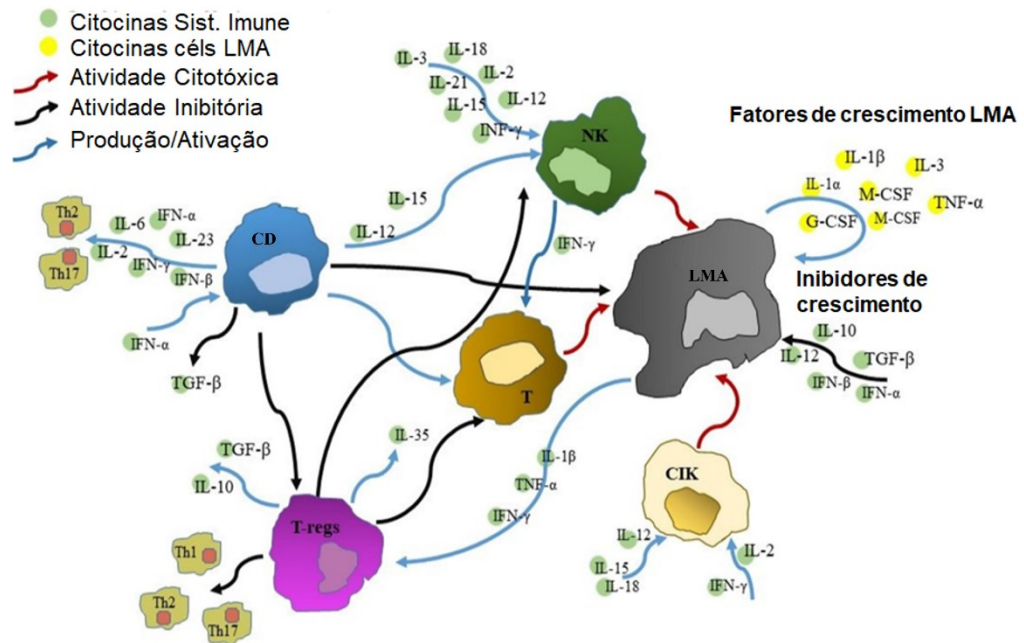 Citocinas Sist. Imune
Citocinas céls LMA
Atividade Citotóxica
Atividade Inibitória
Produção/Ativação
IL-3
IL-18
IL-21
IL-2
IL-15
IL-12
INF-γ
NK
Fatores de crescimento LMA
IL-1β
IL-3
IL-1α
M-CSF
TNF-α
G-CSF
M-CSF
Th2
IL-6
IFN-α
IL-23
IL-2
Th17
IFN-γ
IFN-β
CD
IL-15
IL-12
IFN-γ
LMA
Inibidores de
crescimento
IL-10
IL-12
TGF-β
IFN-β
IFN-α
IFN-α
TGF-β
T
TGF-β
IL-10
IL-35
IL-1β
TNF-α
IFN-γ
T-regs
CIK
IL-12
IL-15
IL-18
IL-2
IFN-γ
Th1
Th2
Th17